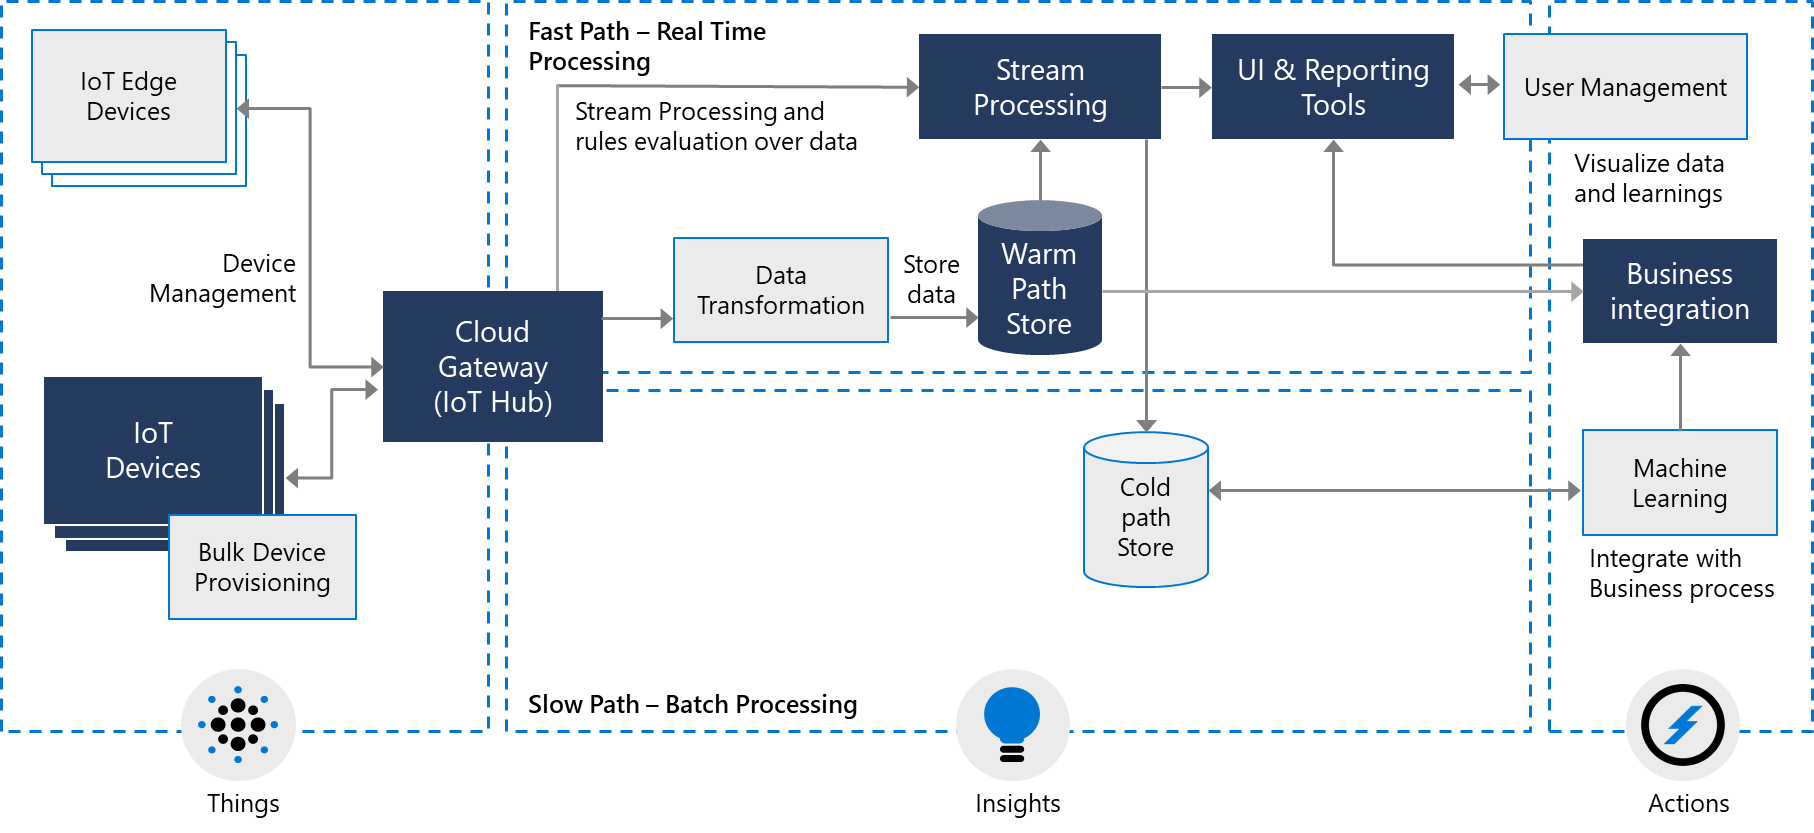 IoT Edge
Devices
Device
Management
IoT
Devices
Bulk Device
Provisioning
Cloud
Gateway
(IoT Hub)
Fast Path – Real Time
Processing
Stream Processing and
rules evaluation over data
Stream
Processing
UI & Reporting
Tools
User Management
Visualize data
and learnings
Data
Transformation
Store
data
Warm
Path
Store
Business
integration
Cold
path
Store
Machine
Learning
Integrate with
Business process
Slow Path – Batch Processing
Things
Insights
Actions